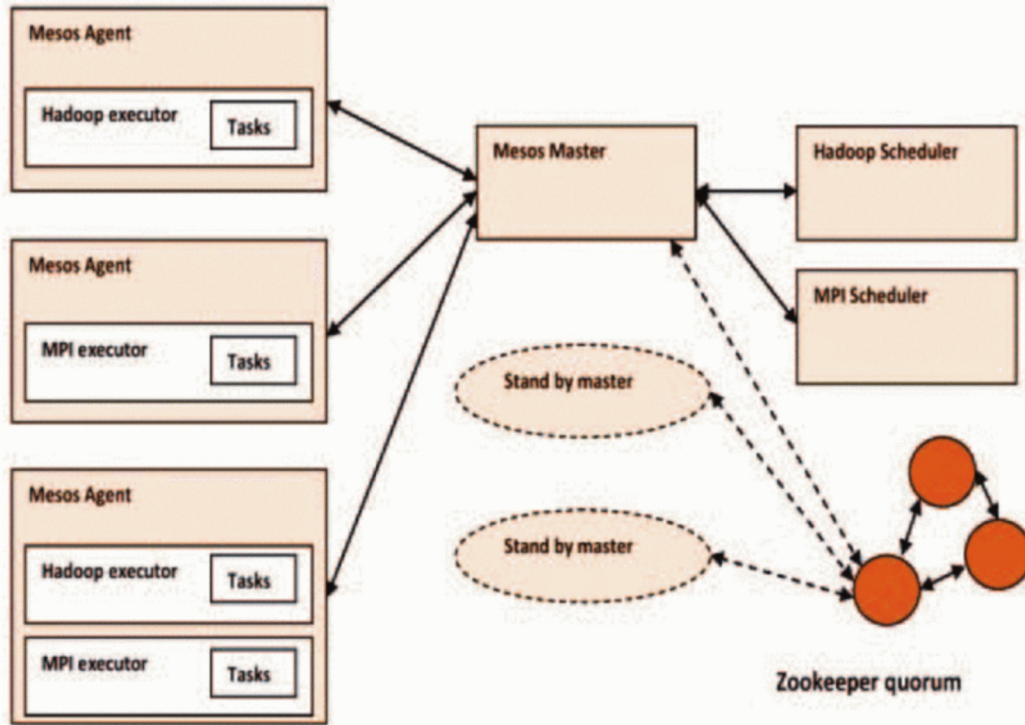 Mesos Agent
Hadoop executor
Tasks
Mesos Agent
MPI executor
Tasks
Mesos Agent
Hadoop executor
Tasks
MPI executor
Tasks
Mesos Master
Stand by master
Stand by master
Hadoop Scheduler
MPI Scheduler
Zookeeper quorum